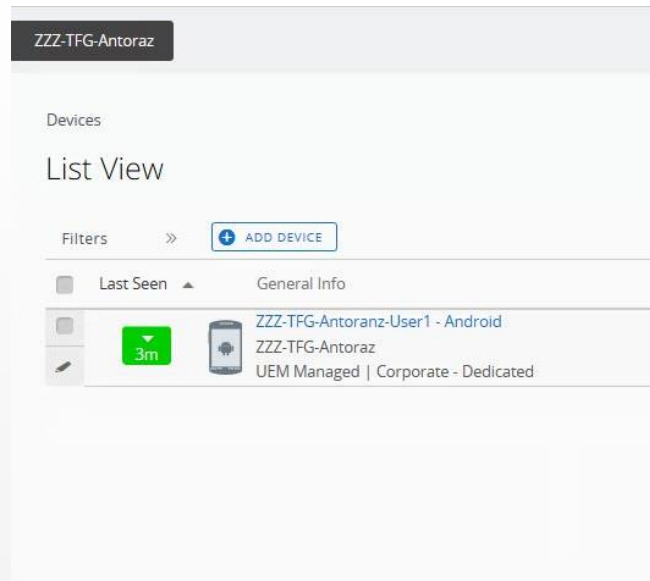 ZZZ-TFG-Antoraz
Devices
List View
Filters » ADD DEVICE
Last Seen General Info
ZZZ-TFG-Antoranz-User1 - Android
3m ZZZ-TFG-Antoraz
UEM Managed | Corporate - Dedicated